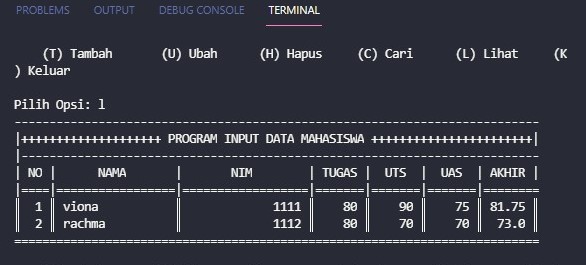 PROBLEMS OUTPUT DEBUG CONSOLE TERMINAL
(T) Tambah (U) Ubah (H) Hapus (C) Cari (L) Lihat (K
) Keluar
Pilih Opsi: l
---------------------------------------------------------------------------
|++++++++++++++++++++ PROGRAM INPUT DATA MAHASISWA +++++++++++++++++++++++|
|--------------------------------------------------------------------------
| NO | NAMA | NIM | TUGAS | UTS | UAS | AKHIR |
|====|=================|==================|=======|=======|=======|========
║ 1 ║ viona ║ 1111 ║ 80 ║ 90 ║ 75 ║ 81.75 ║
║ 2 ║ rachma ║ 1112 ║ 80 ║ 70 ║ 70 ║ 73.0 ║
===========================================================================